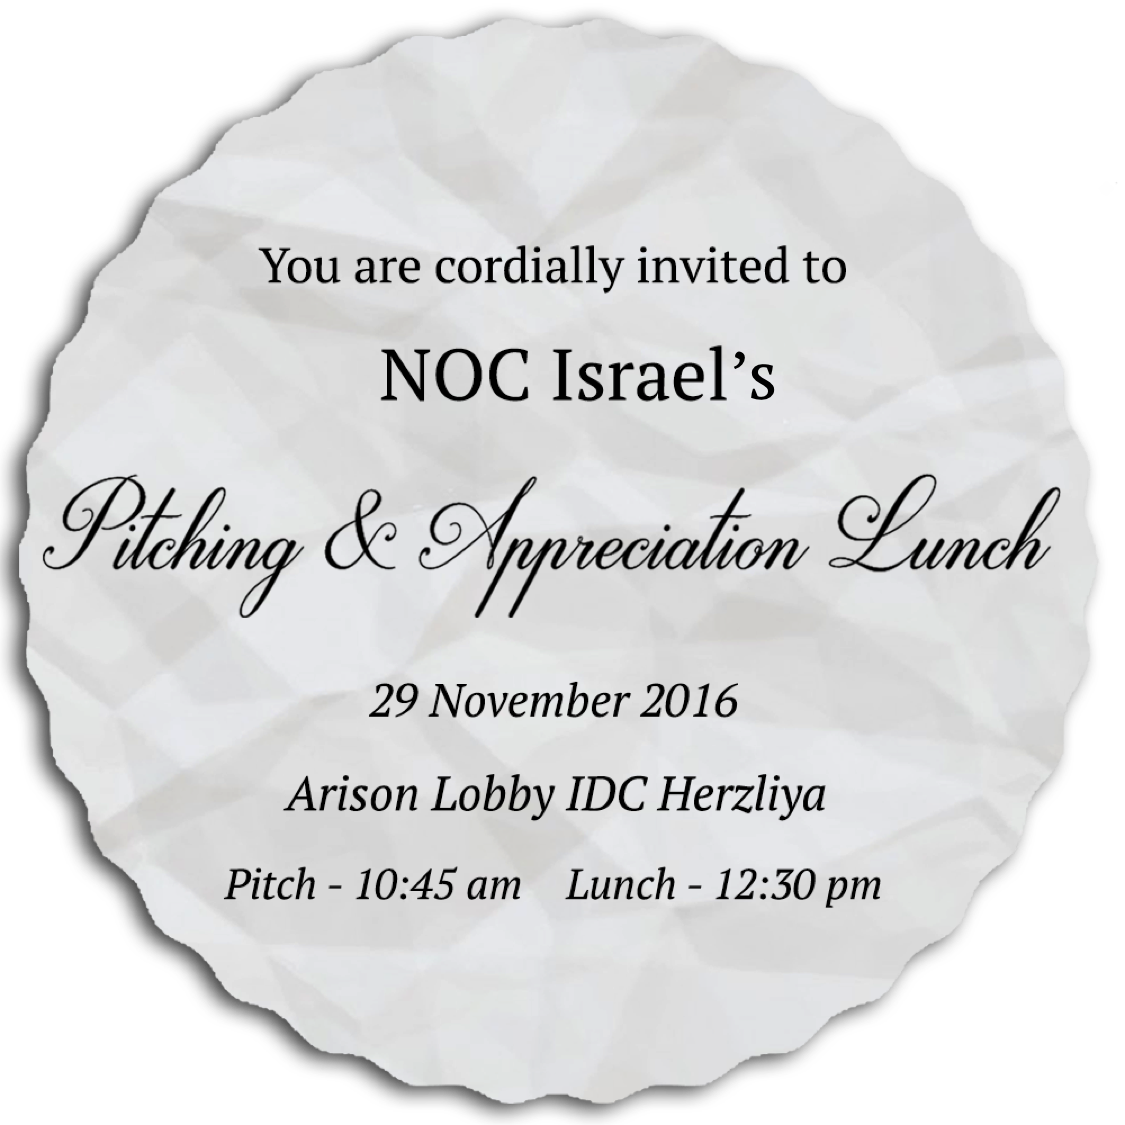 You are cordially invited to
NOC Israel’s
Pitching & Appreciation Lunch
29 November 2016
Arison Lobby IDC Herzliya
Pitch - 10:45 am Lunch - 12:30 pm